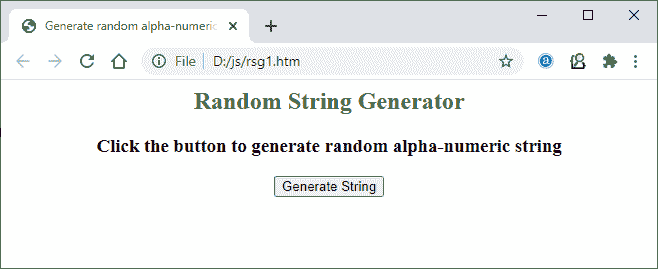 Generate random alpha-numeric
File D:/js/rsg1.htm
Random String Generator
Click the button to generate random alpha-numeric string
Generate String